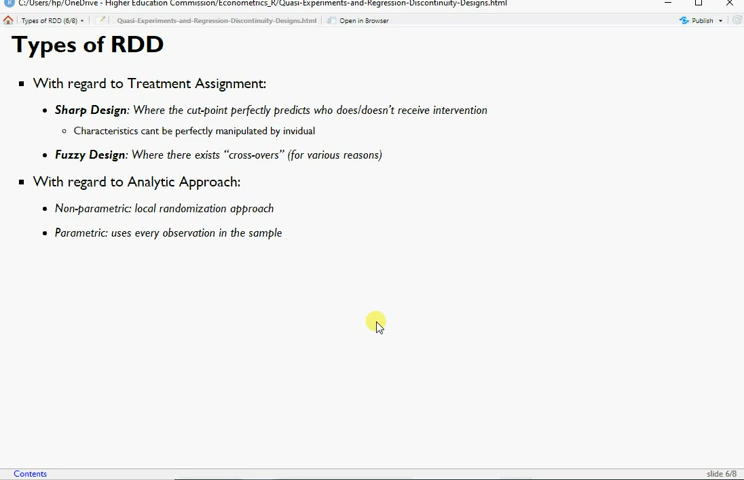 C:/Users/hp/OneDrive - Higher Education Commission/Econometrics_R/Quasi-Experiments-and-Regression-Discontinuity-Designs.html
Types of RDD (6/8) Quasi-Experiments-and-Regression-Discontinuity-Designs.html Open in Browser Publish
Types of RDD
With regard to Treatment Assignment:
Sharp Design: Where the cut-point perfectly predicts who does/doesn't receive intervention
Characteristics cant be perfectly manipulated by invidual
Fuzzy Design: Where there exists "cross-overs" (for various reasons)
With regard to Analytic Approach:
Non-parametric: local randomization approach
Parametric: uses every observation in the sample
Contents slide 6/8